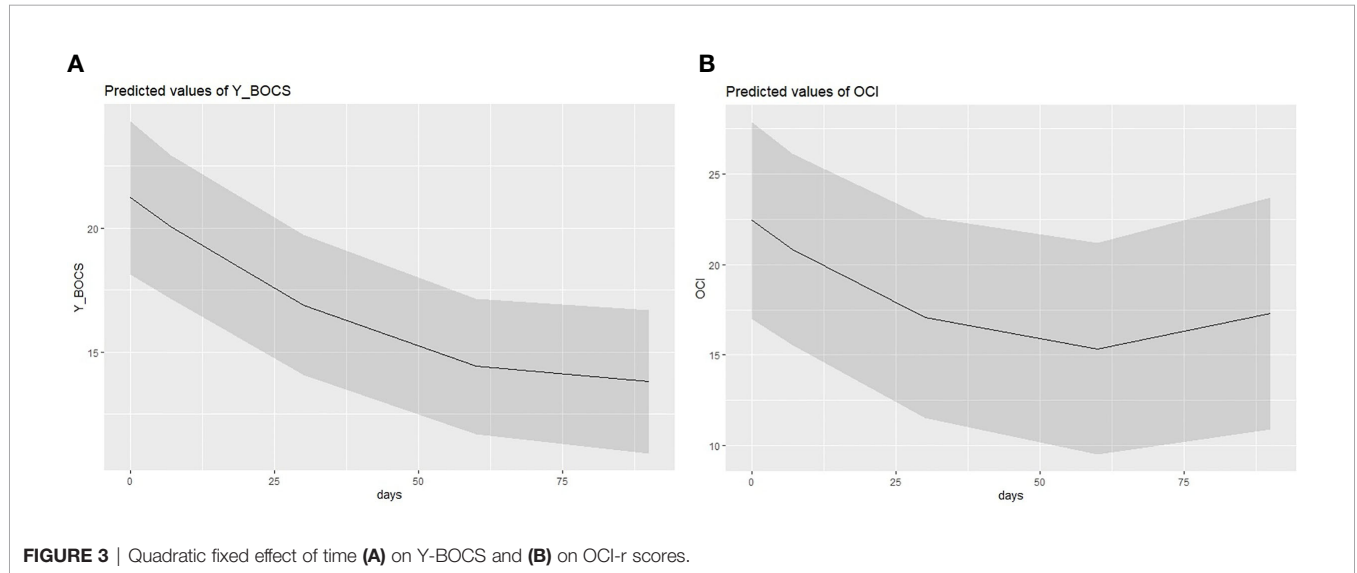 A
Predicted values of Y_BOCS
Y_BOCS
20
15
0
25
50
75
days
B
Predicted values of OCI
OCI
25
20
15
10
0
25
50
75
days
FIGURE 3 | Quadratic fixed effect of time (A) on Y-BOCS and (B) on OCI-r scores.